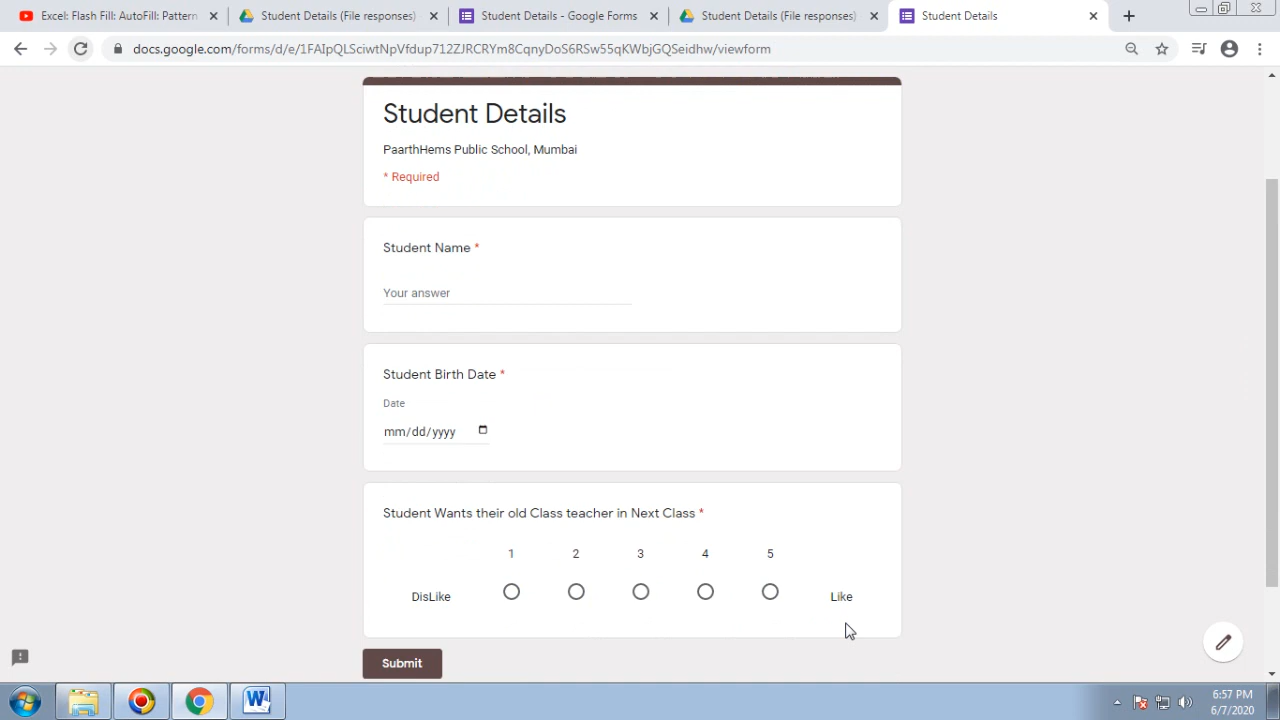 Excel: Flash Fill: AutoFill: Pattern
Student Details (File responses)
Student Details - Google Form
Student Details (File responses)
Student Details
docs.google.com/forms/d/e/1FAIpQLSciwtNpVfdup712ZJRCRYm8CqnyDoS6RSw55qKWbjGQSeidhw/viewform
Student Details
PaarthHems Public School, Mumbai
* Required
Student Name *
Your answer
Student Birth Date *
Date
mm/dd/yyyy
Student Wants their old Class teacher in Next Class *
1 2 3 4 5
DisLike Like
Submit
6:57 PM
6/7/2020